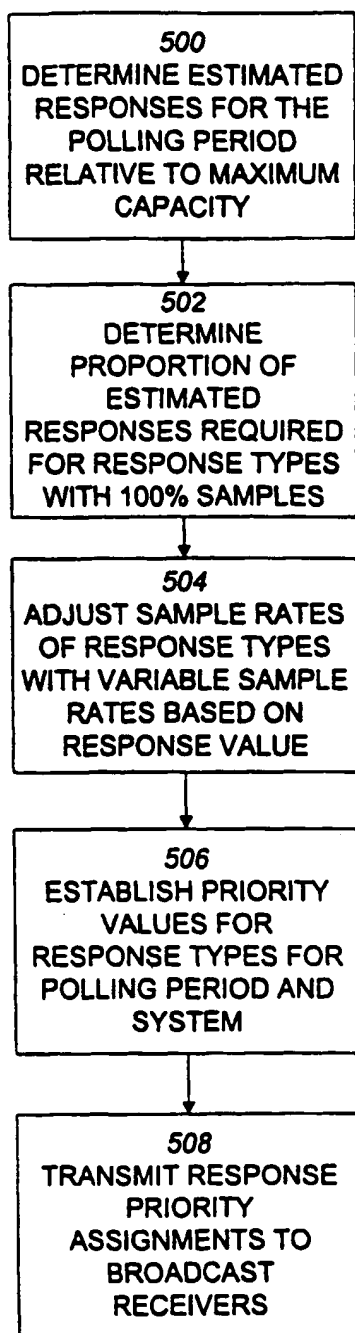 500
DETERMINE ESTIMATED
RESPONSES FOR THE
POLLING PERIOD
RELATIVE TO MAXIMUM
CAPACITY
502
DETERMINE
PROPORTION OF
ESTIMATED
RESPONSES REQUIRED
FOR RESPONSE TYPES
WITH 100% SAMPLES
504
ADJUST SAMPLE RATES
OF RESPONSE TYPES
WITH VARIABLE SAMPLE
RATES BASED ON
RESPONSE VALUE
506
ESTABLISH PRIORITY
VALUES FOR
RESPONSE TYPES FOR
POLLING PERIOD AND
SYSTEM
508
TRANSMIT RESPONSE
PRIORITY
ASSIGNMENTS TO
BROADCAST
RECEIVERS